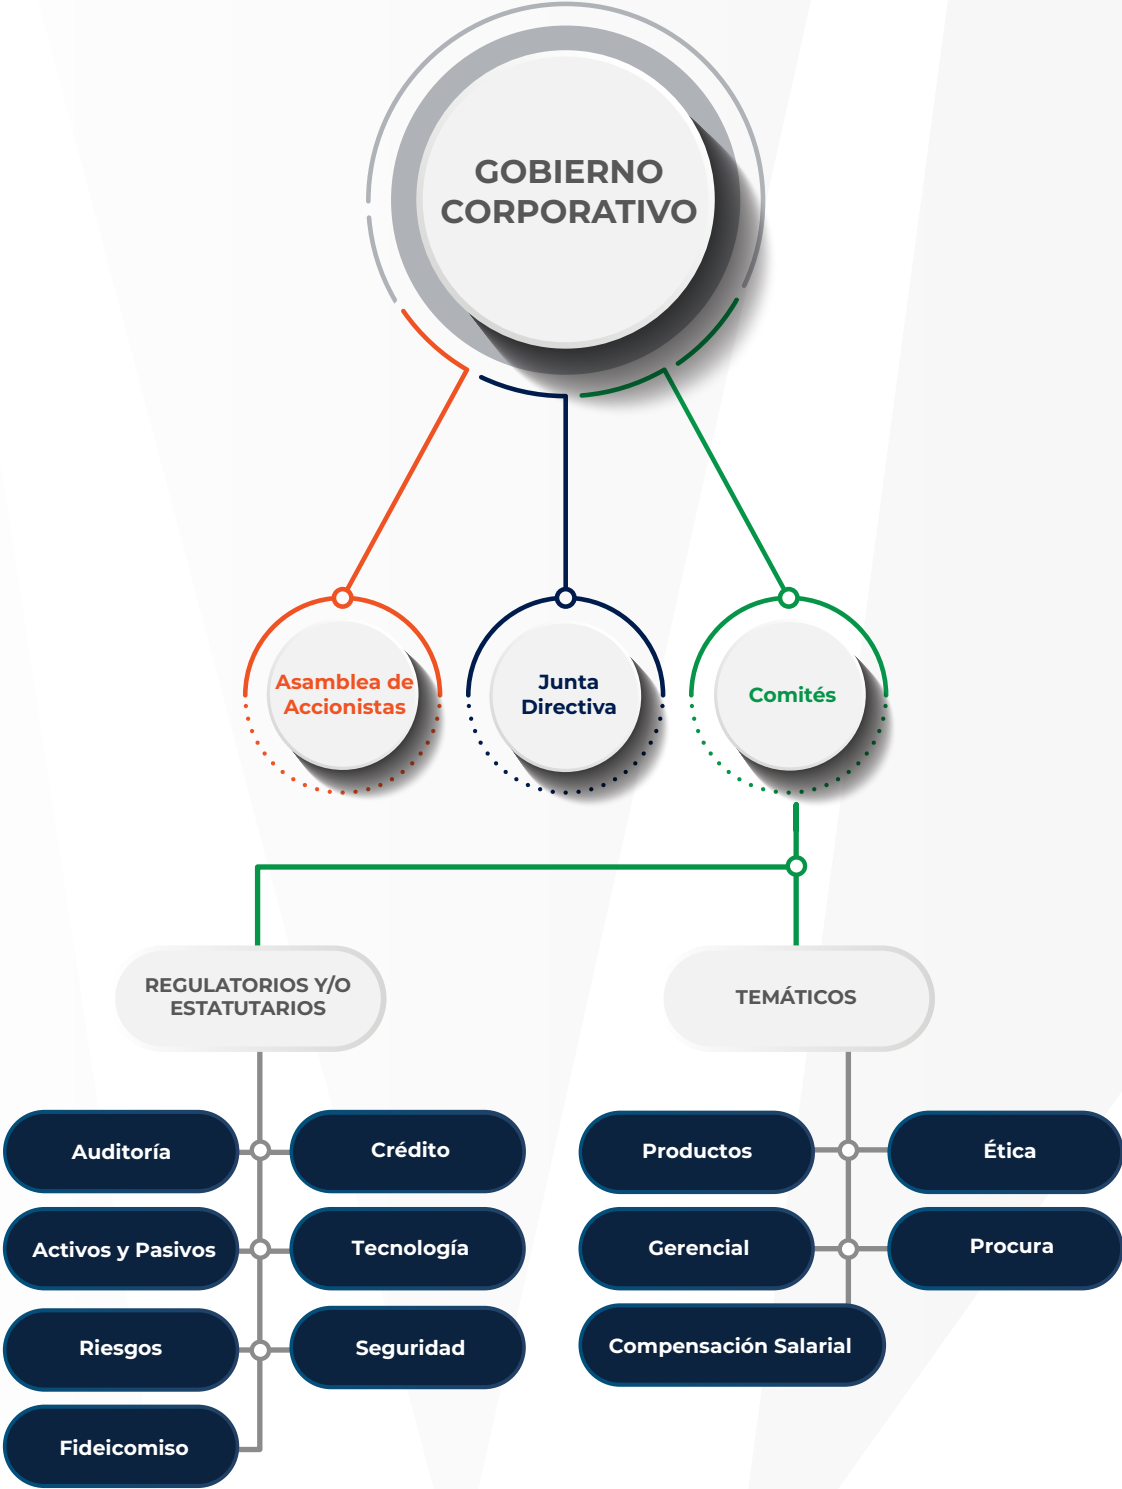 GOBIERNO
CORPORATIVO
Asamblea de
Accionistas
Junta
Directiva
Comités
REGULATORIOS Y/O
ESTATUTARIOS
TEMÁTICOS
Auditoría
Crédito
Activos y Pasivos
Tecnología
Riesgos
Seguridad
Fideicomiso
Productos
Ética
Gerencial
Procura
Compensación Salarial